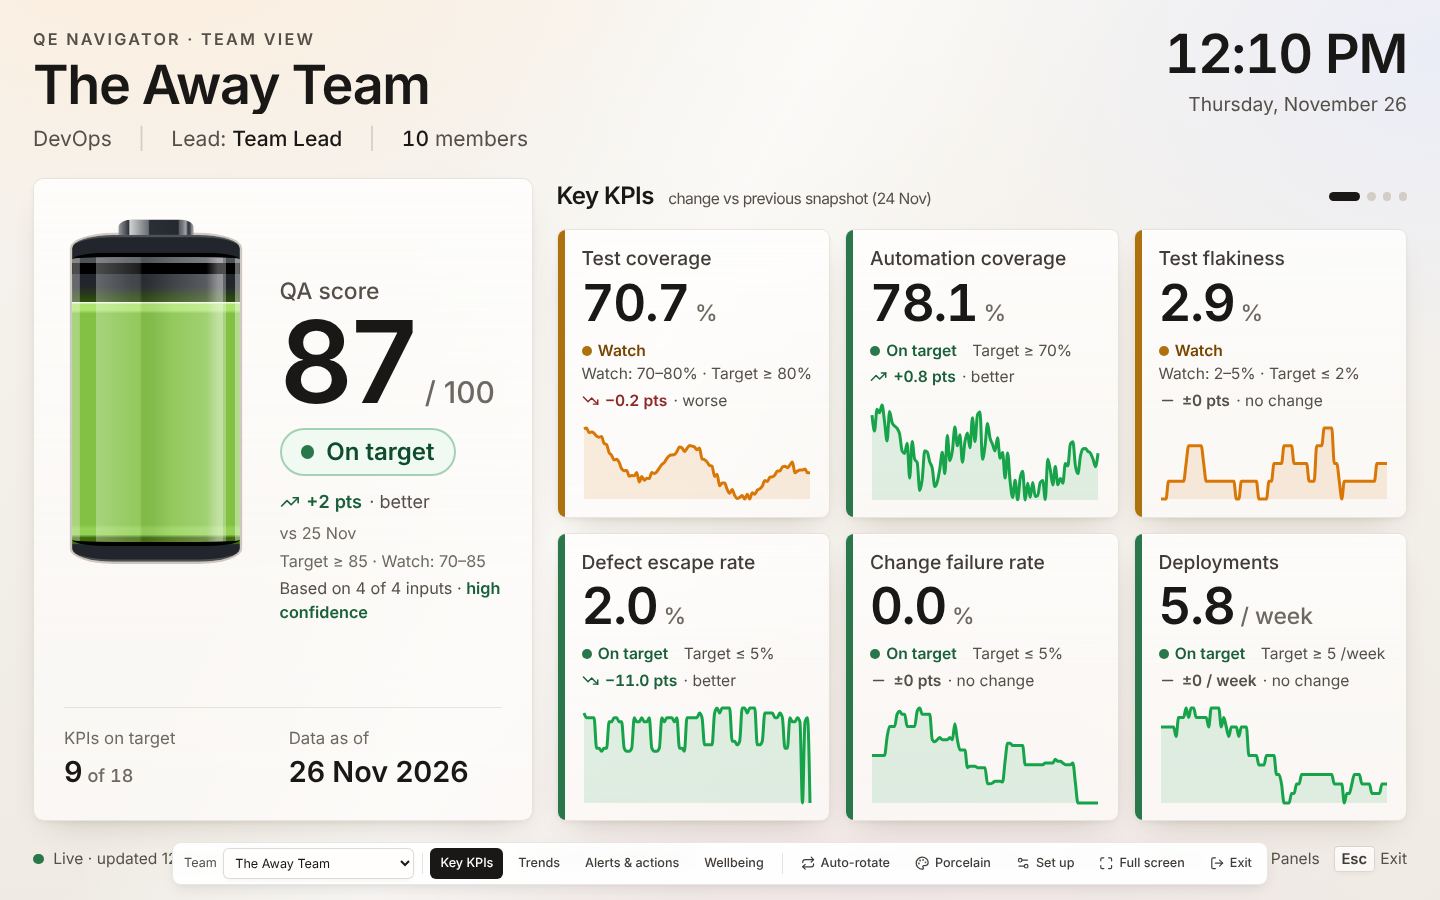 QE NAVIGATOR · TEAM VIEW
The Away Team
DevOps
Lead: Team Lead
10 members
12:10 PM
Thursday, November 26
QA score
87 / 100
On target
+2 pts · better
vs 25 Nov
Target ≥ 85 · Watch: 70–85
Based on 4 of 4 inputs · high
confidence
KPIs on target
9 of 18
Data as of
26 Nov 2026
Key KPIs change vs previous snapshot (24 Nov)
Test coverage
70.7 %
Watch
Watch: 70–80% · Target ≥ 80%
−0.2 pts · worse
Automation coverage
78.1 %
On target Target ≥ 70%
+0.8 pts · better
Test flakiness
2.9 %
Watch
Watch: 2–5% · Target ≤ 2%
±0 pts · no change
Defect escape rate
2.0 %
On target Target ≤ 5%
−11.0 pts · better
Change failure rate
0.0 %
On target Target ≤ 5%
±0 pts · no change
Deployments
5.8 / week
On target Target ≥ 5 /week
±0 / week · no change
Live · updated 12
Team The Away Team Key KPIs Trends Alerts & actions Wellbeing Auto-rotate Porcelain Set up Full screen Exit
Panels Esc Exit